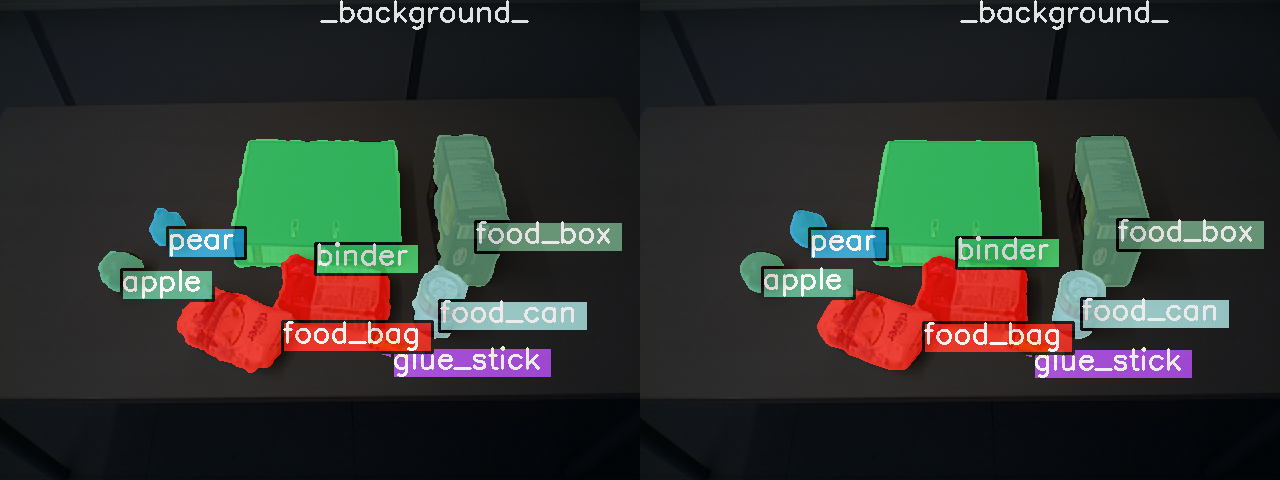 _background_
_background_
pear
food_box
binder
apple
food_can
food_bag
glue_stick
pear
food_box
binder
apple
food_can
food_bag
glue_stick